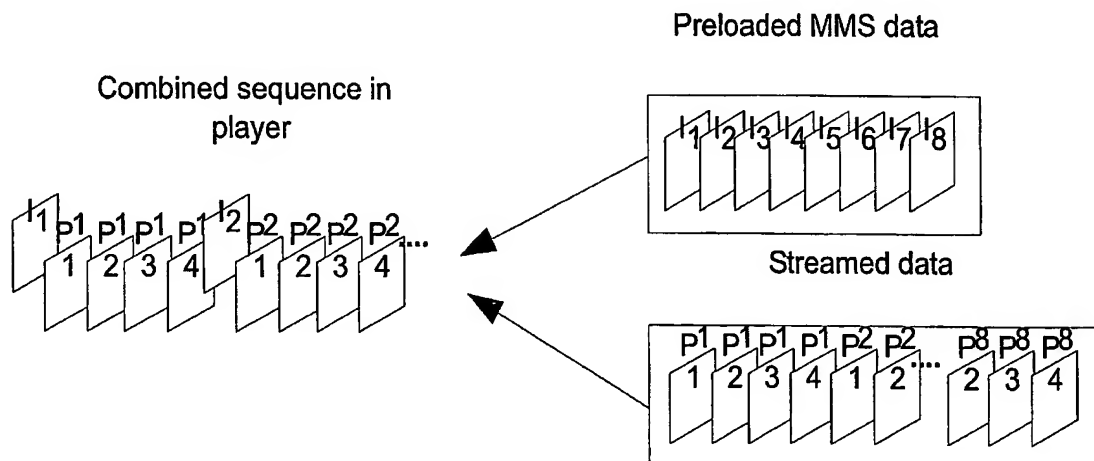 Preloaded MMS data
Combined sequence in
player
I1 I2 I3 I4 I5 I6 I7 I8
I1 P1 P1 P1 P1 I2 P2 P2 P2 P2 ....
1 2 3 4 1 2 3 4
Streamed data
P1 P1 P1 P1 P2 P2 .... P8 P8 P8
1 2 3 4 1 2 2 3 4